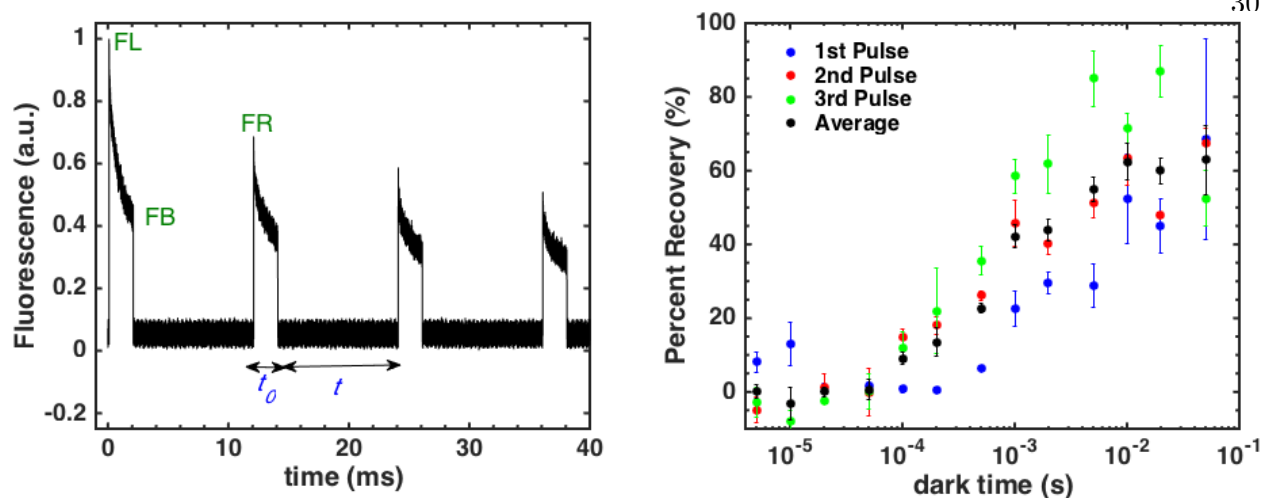 30
1
0.8
0.6
0.4
0.2
0
-0.2
Fluorescence (a.u.)
FL
FB
FR
t0
t
0
10
20
30
40
time (ms)
100
80
60
40
20
0
Percent Recovery (%)
1st Pulse
2nd Pulse
3rd Pulse
Average
10-5
10-4
10-3
10-2
10-1
dark time (s)